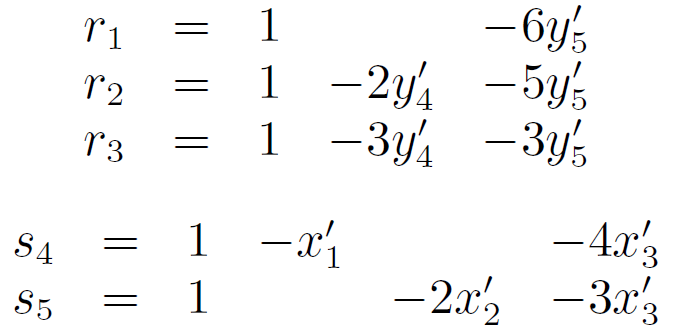 r₁ = 1 −6y′₅
r₂ = 1 −2y′₄ −5y′₅
r₃ = 1 −3y′₄ −3y′₅
s₄ = 1 −x′₁ −4x′₃
s₅ = 1 −2x′₂ −3x′₃